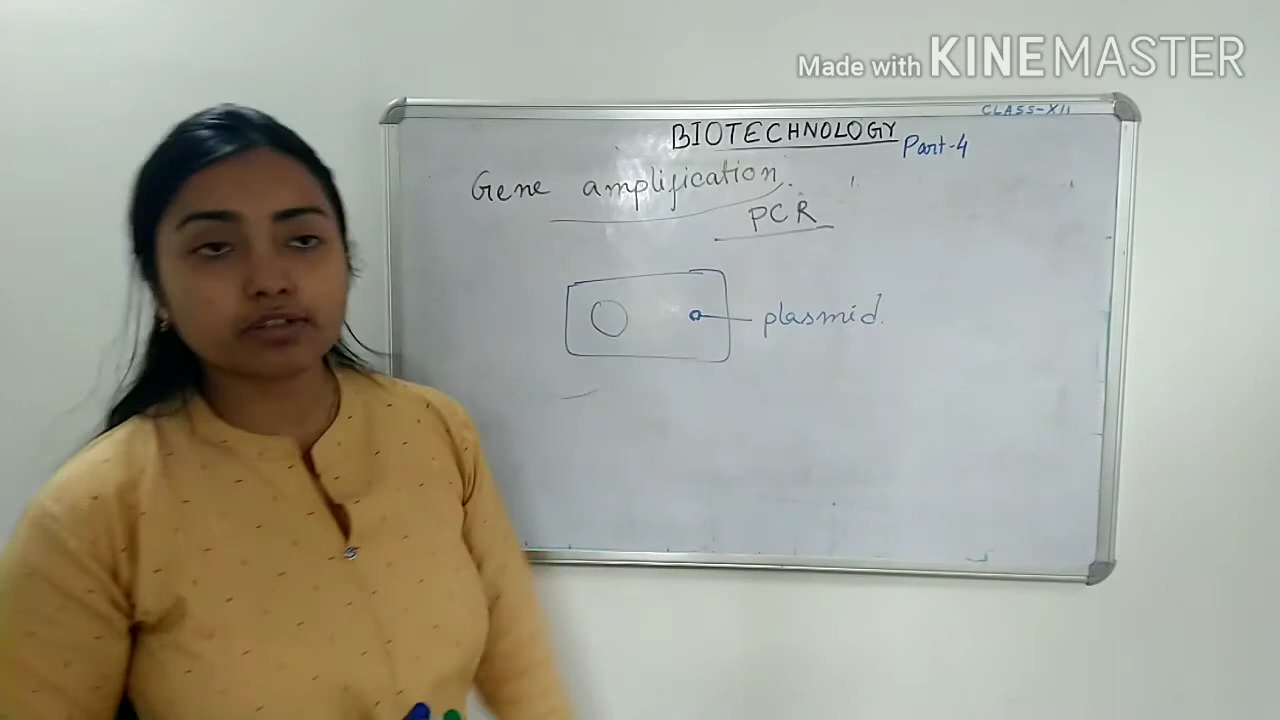 Made with KINEMASTER
CLASS-XII
BIOTECHNOLOGY Part-4
Gene amplification.
PCR
plasmid.